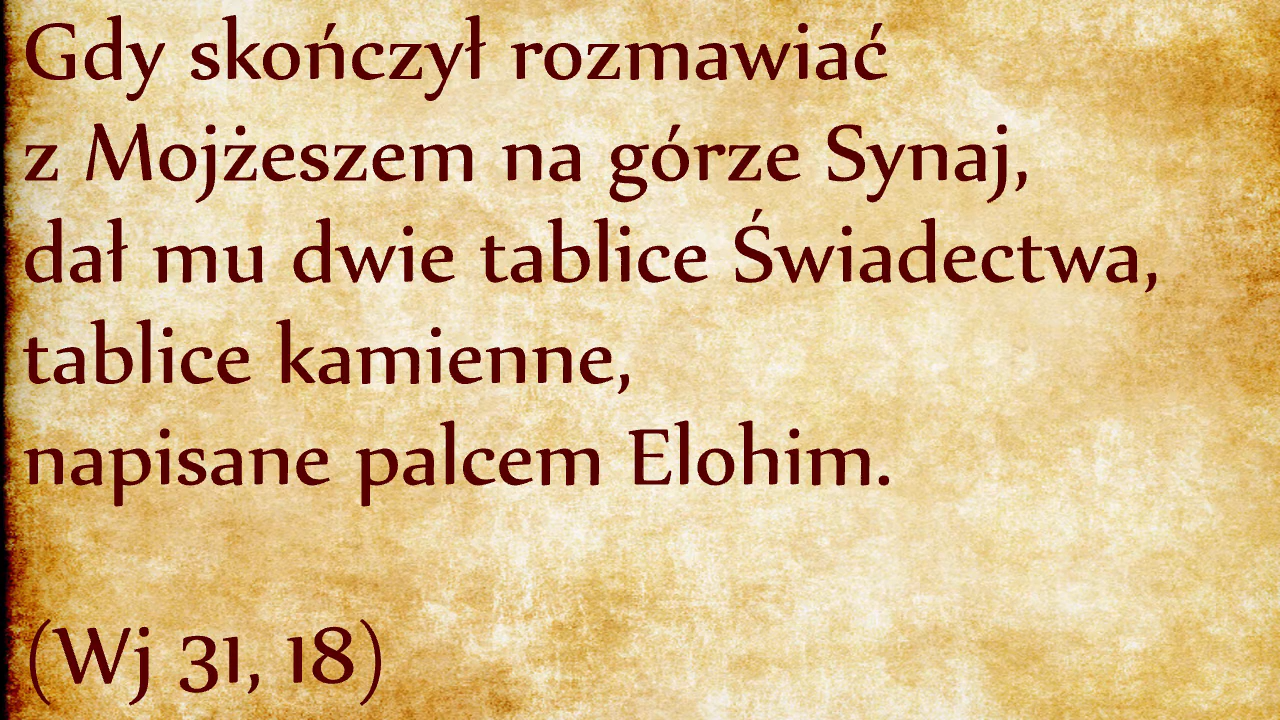 Gdy skończył rozmawiać
z Mojżeszem na górze Synaj,
dał mu dwie tablice Świadectwa,
tablice kamienne,
napisane palcem Elohim.
(Wj 31, 18)